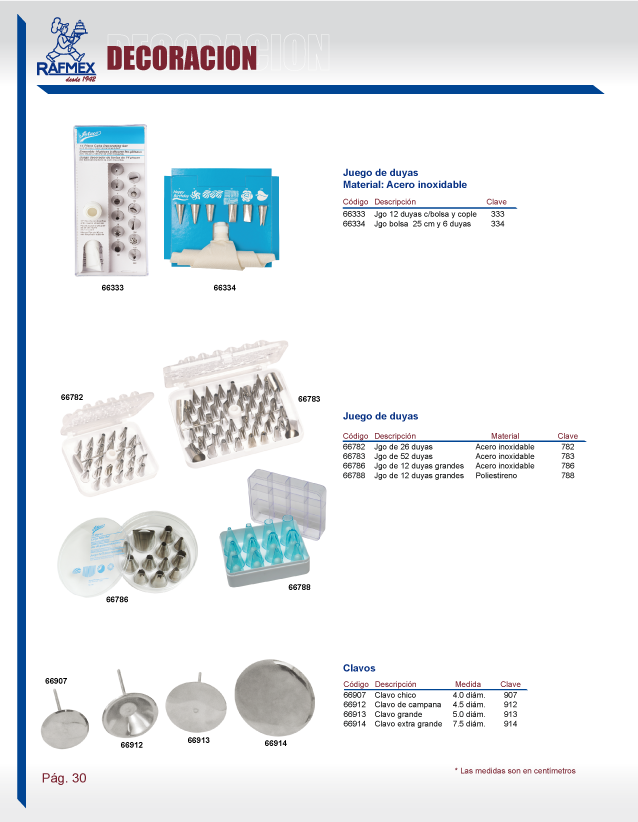 RAFMEX
desde 1942
DECORACION
Juego de duyas
Material: Acero inoxidable
Código Descripción Clave
66333 Jgo 12 duyas c/bolsa y cople 333
66334 Jgo bolsa 25 cm y 6 duyas 334
66333
66334
66782
66783
Juego de duyas
Código Descripción Material Clave
66782 Jgo de 26 duyas Acero inoxidable 782
66783 Jgo de 52 duyas Acero inoxidable 783
66786 Jgo de 12 duyas grandes Acero inoxidable 786
66788 Jgo de 12 duyas grandes Poliestireno 788
66786
66788
Clavos
Código Descripción Medida Clave
66907 Clavo chico 4.0 diám. 907
66912 Clavo de campana 4.5 diám. 912
66913 Clavo grande 5.0 diám. 913
66914 Clavo extra grande 7.5 diám. 914
66907
66912
66913
66914
* Las medidas son en centímetros
Pág. 30